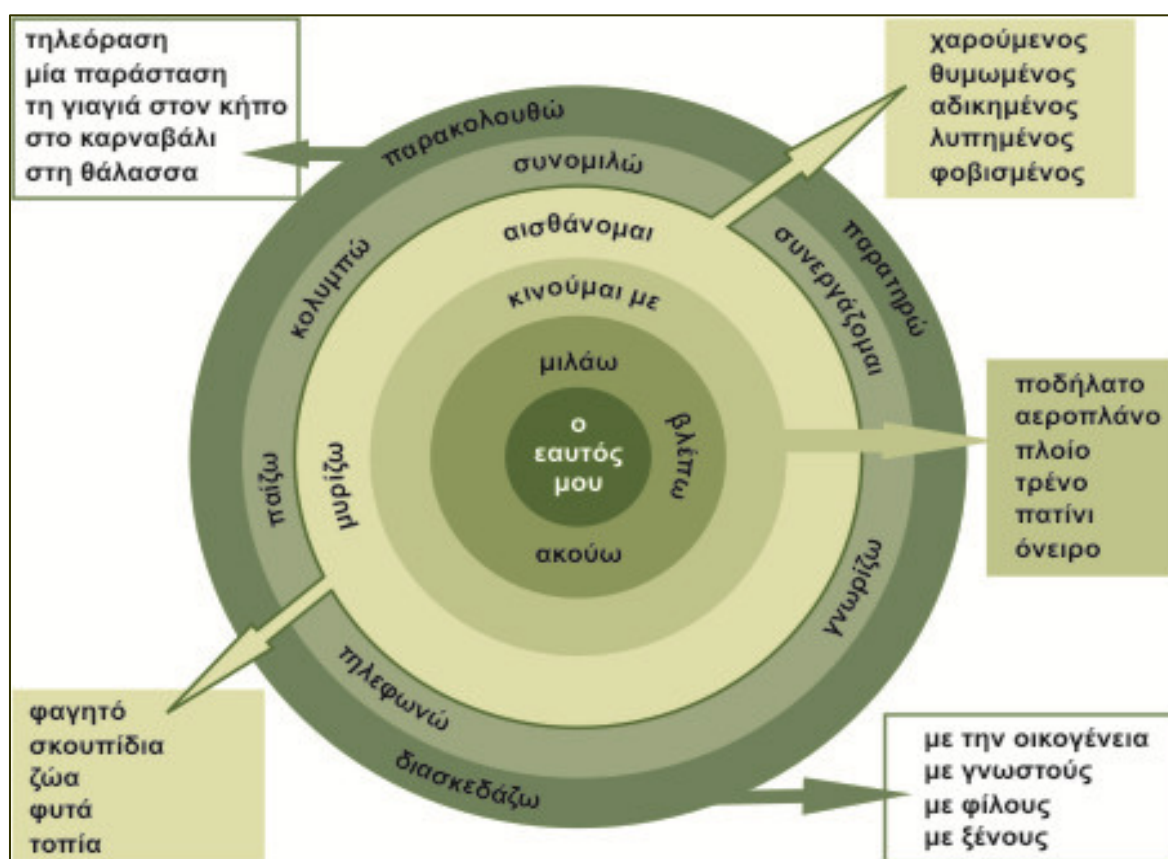 τηλεόραση
μία παράσταση
τη γιαγιά στον κήπο
στο καρναβάλι
στη θάλασσα
χαρούμενος
θυμωμένος
αδικημένος
λυπημένος
φοβισμένος
παρακολουθώ
παρατηρώ
διασκεδάζω
συνομιλώ
συνεργάζομαι
γνωρίζω
τηλεφωνώ
παίζω
κολυμπώ
αισθάνομαι
μυρίζω
κινούμαι με
μιλάω
βλέπω
ακούω
ο
εαυτός
μου
ποδήλατο
αεροπλάνο
πλοίο
τρένο
πατίνι
όνειρο
φαγητό
σκουπίδια
ζώα
φυτά
τοπία
με την οικογένεια
με γνωστούς
με φίλους
με ξένους